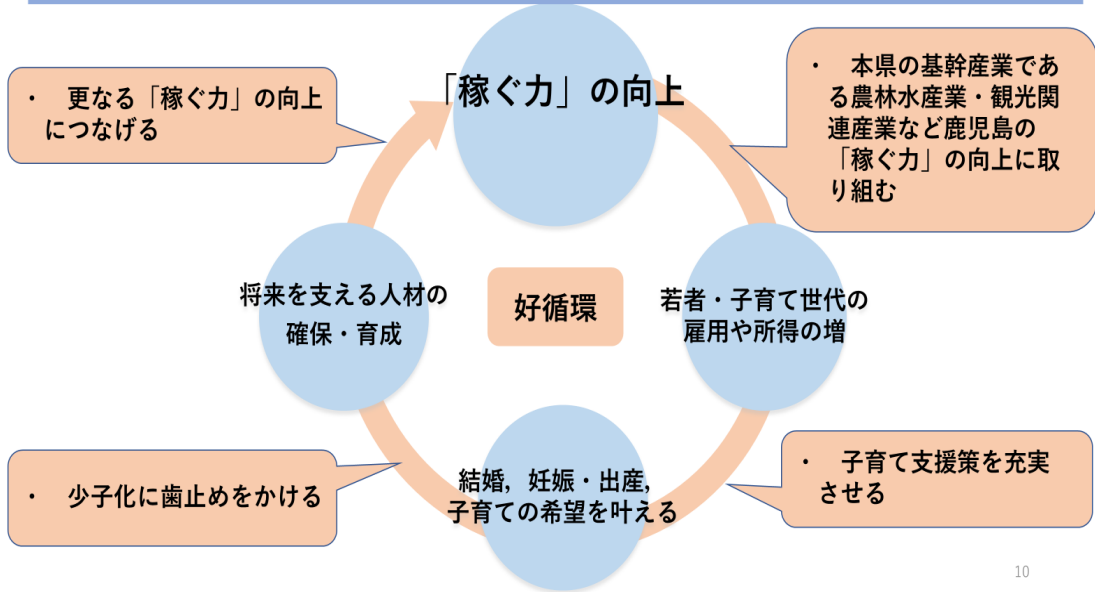 「稼ぐ力」の向上
・　本県の基幹産業であ
る農林水産業・観光関
連産業など鹿児島の
「稼ぐ力」の向上に取
り組む
若者・子育て世代の
雇用や所得の増
・　子育て支援策を充実
させる
結婚，妊娠・出産，
子育ての希望を叶える
・　少子化に歯止めをかける
将来を支える人材の
確保・育成
・　更なる「稼ぐ力」の向上
につなげる
好循環
10